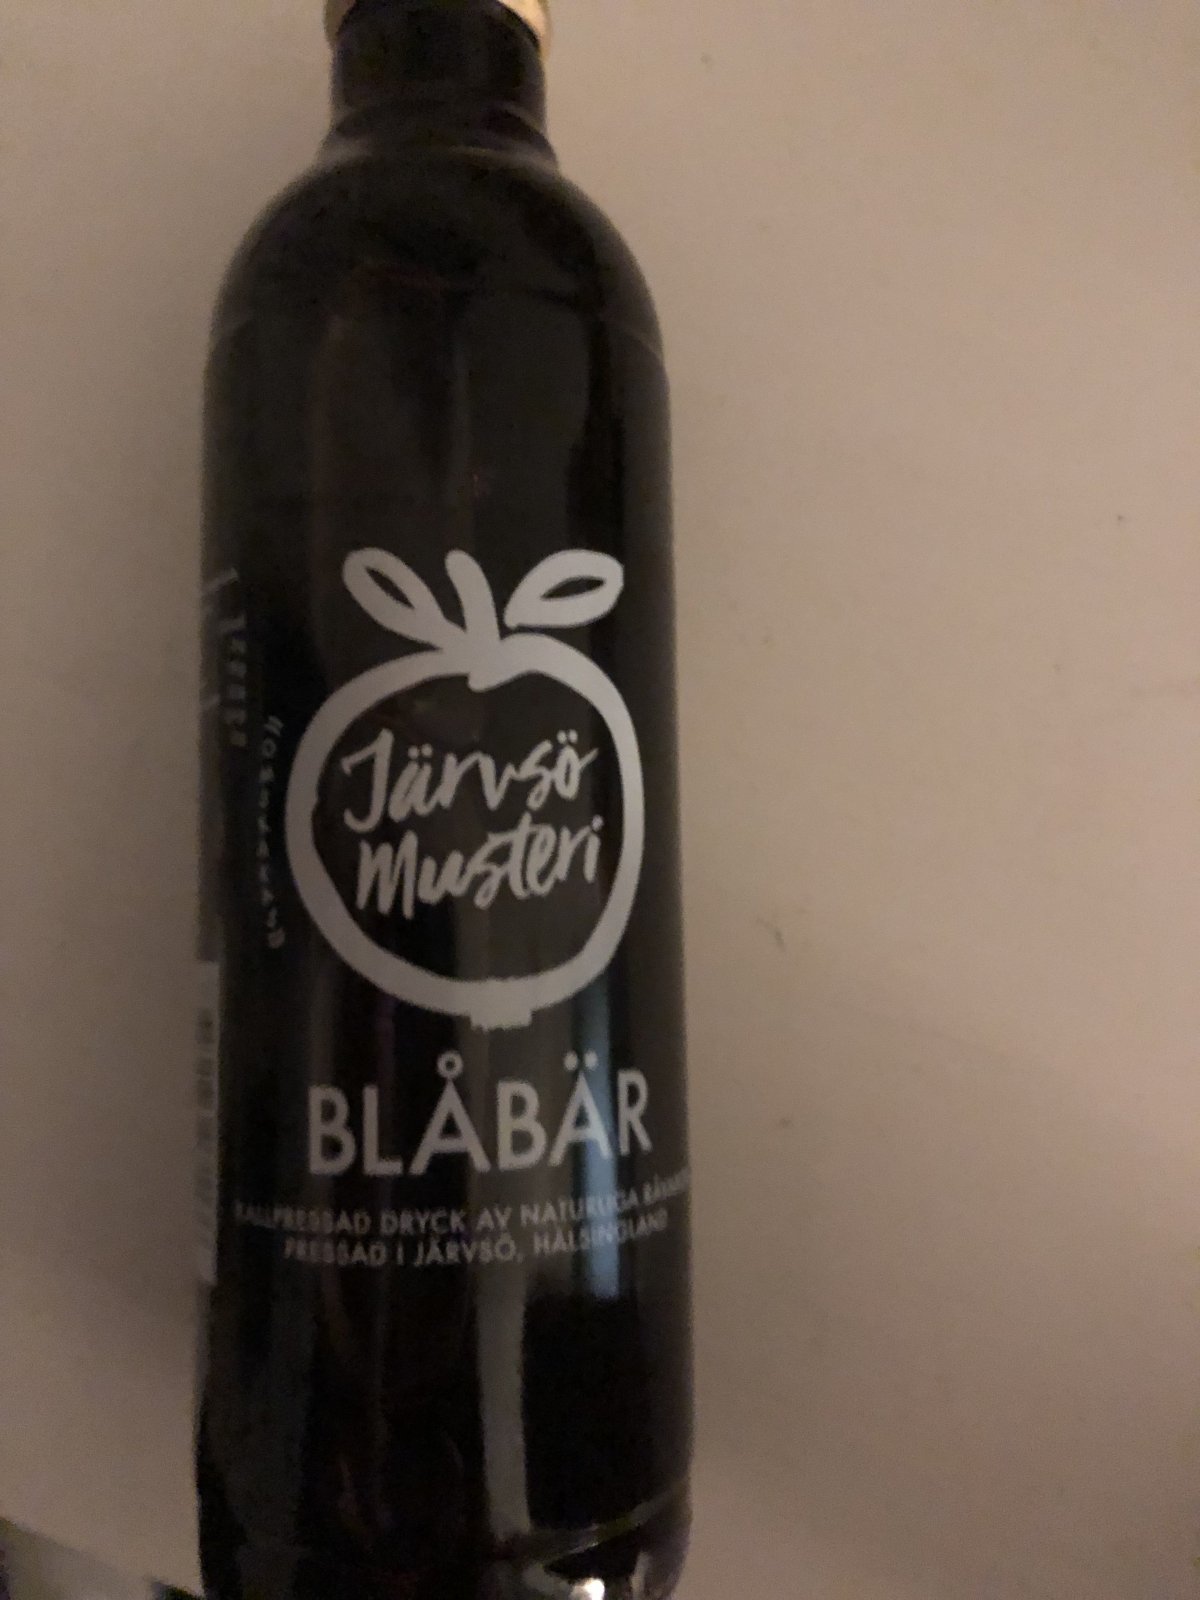 Järvsö
Musteri
BLÅBÄR
KALLPRESSAD DRYCK AV NATURLIGA
PRESSAD I JÄRVSÖ, HÄLSINGLAND